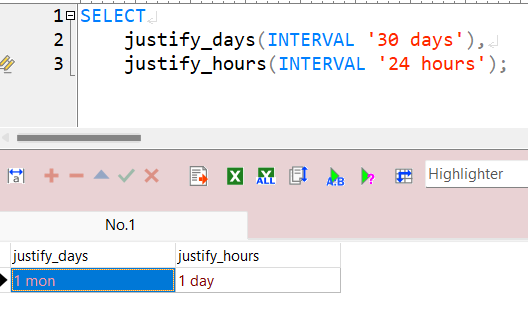 1 SELECT
2 justify_days(INTERVAL '30 days'),
3 justify_hours(INTERVAL '24 hours');
a
X
X ALL
A:B
?
Highlighter
No.1
justify_days justify_hours
1 mon 1 day